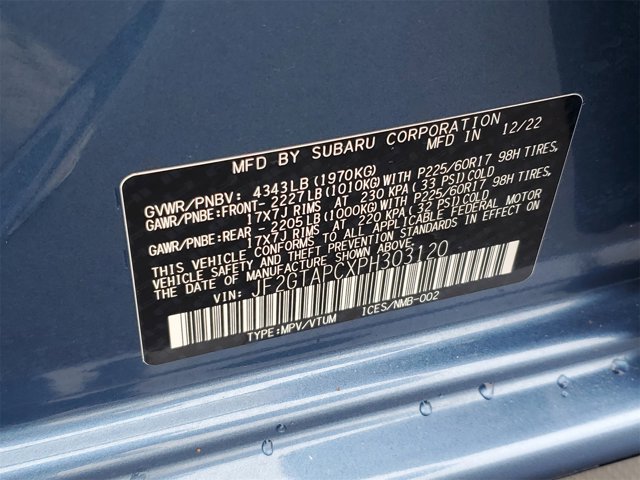 MFD BY SUBARU CORPORATION
MFD IN 12/22
GVWR/PNBV: 4343LB (1970KG)
GAWR/PNBE:FRONT-2227LB (1010KG)WITH P225/60R17 98H TIRES,
17X7J RIMS AT 230 KPA (33 PSI)COLD
GAWR/PNBE:REAR -2205LB (1000KG)WITH P225/60R17 98H TIRES,
17X7J RIMS AT 220 KPA (32 PSI)COLD
THIS VEHICLE CONFORMS TO ALL APPLICABLE FEDERAL MOTOR
VEHICLE SAFETY AND THEFT PREVENTION STANDARDS IN EFFECT
ON THE DATE OF MANUFACTURE SHOWN ABOVE.
VIN: JF2GTAPCXPH303120
TYPE:MPV/VTUM ICES/NMB-002